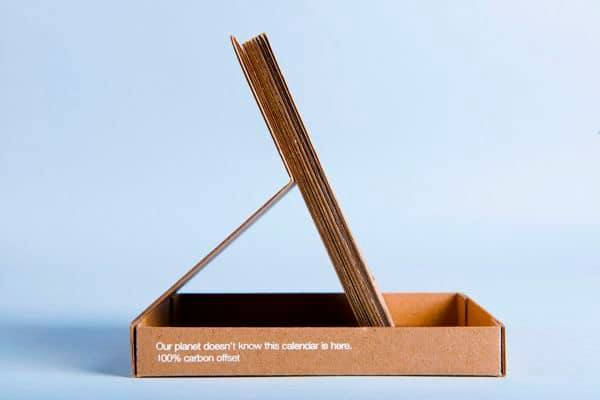 Our planet doesn't know this calendar is here.
100% carbon offset